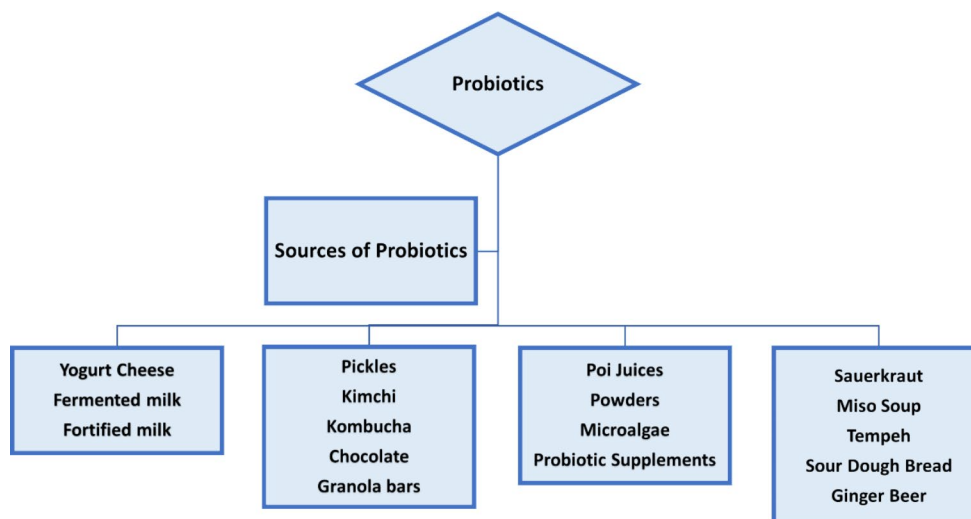 Probiotics
Sources of Probiotics
Yogurt Cheese
Fermented milk
Fortified milk
Pickles
Kimchi
Kombucha
Chocolate
Granola bars
Poi Juices
Powders
Microalgae
Probiotic Supplements
Sauerkraut
Miso Soup
Tempeh
Sour Dough Bread
Ginger Beer